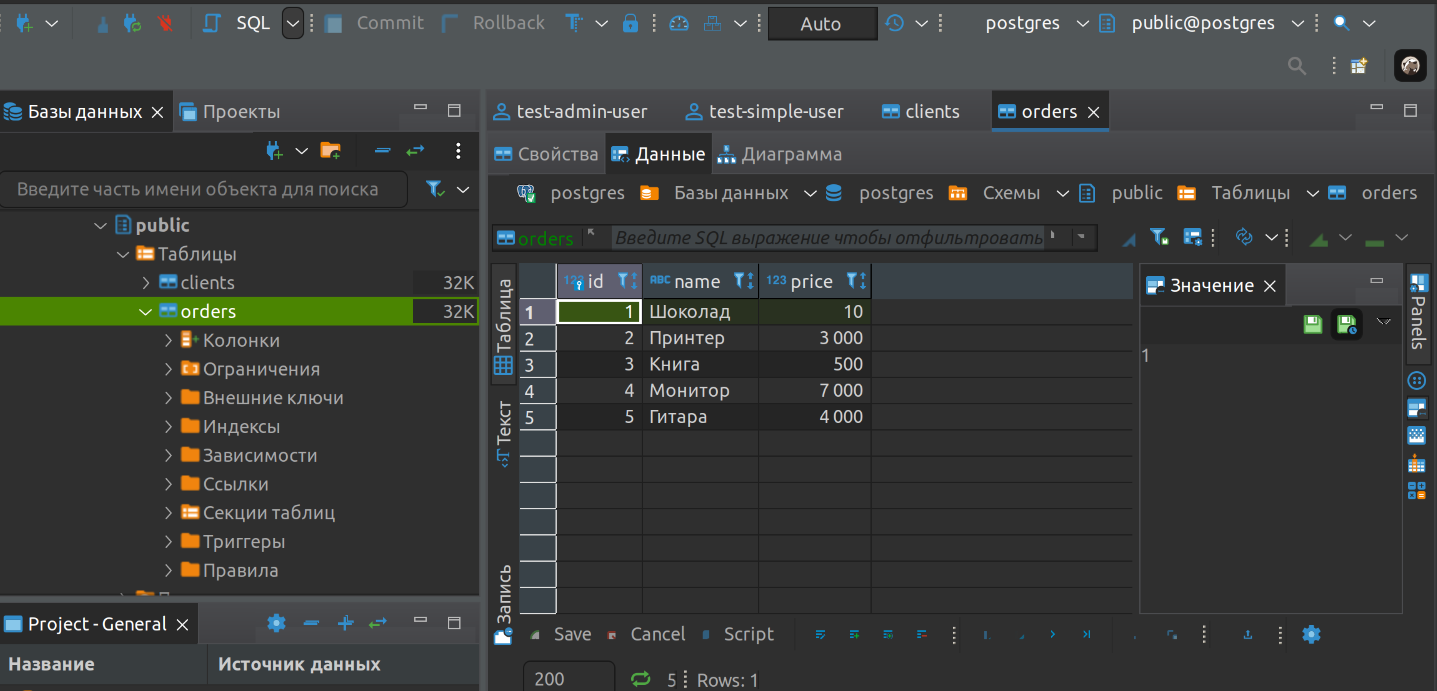 SQL Commit Rollback Auto postgres public@postgres
Базы данных Проекты
Введите часть имени объекта для поиска
public
Таблицы
clients 32K
orders 32K
Колонки
Ограничения
Внешние ключи
Индексы
Зависимости
Ссылки
Секции таблиц
Триггеры
Правила
Project - General
Название Источник данных
test-admin-user test-simple-user clients orders
Свойства Данные Диаграмма
postgres Базы данных postgres Схемы public Таблицы orders
orders Введите SQL выражение чтобы отфильтровать
Таблица
Текст
Запись
123 id ABC name 123 price
1 1 Шоколад 10
2 2 Принтер 3 000
3 3 Книга 500
4 4 Монитор 7 000
5 5 Гитара 4 000
Значение
1
Panels
Save Cancel Script
200 5 Rows: 1